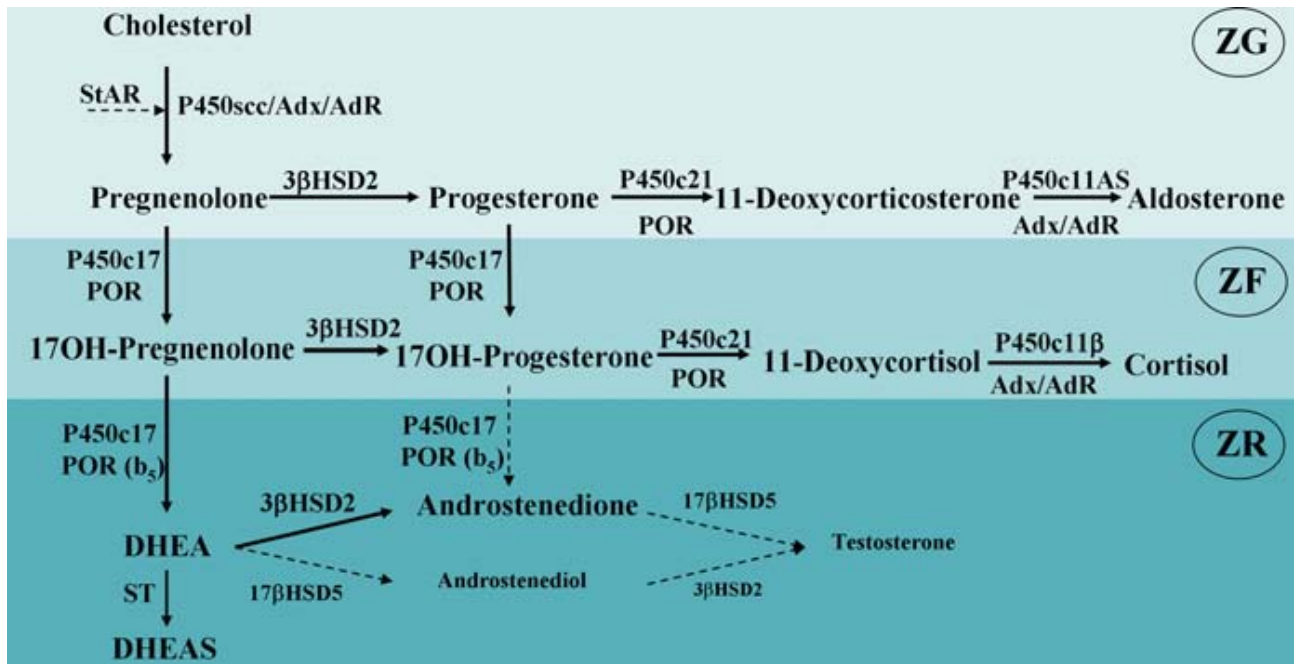 Cholesterol
ZG
StAR
P450scc/Adx/AdR
Pregnenolone
3βHSD2
Progesterone
P450c21
POR
11-Deoxycorticosterone
P450c11AS
Adx/AdR
Aldosterone
P450c17
POR
P450c17
POR
ZF
17OH-Pregnenolone
3βHSD2
17OH-Progesterone
P450c21
POR
11-Deoxycortisol
P450c11β
Adx/AdR
Cortisol
P450c17
POR (b₅)
P450c17
POR (b₅)
ZR
3βHSD2
Androstenedione
17βHSD5
DHEA
Testosterone
ST
17βHSD5
Androstenediol
3βHSD2
DHEAS